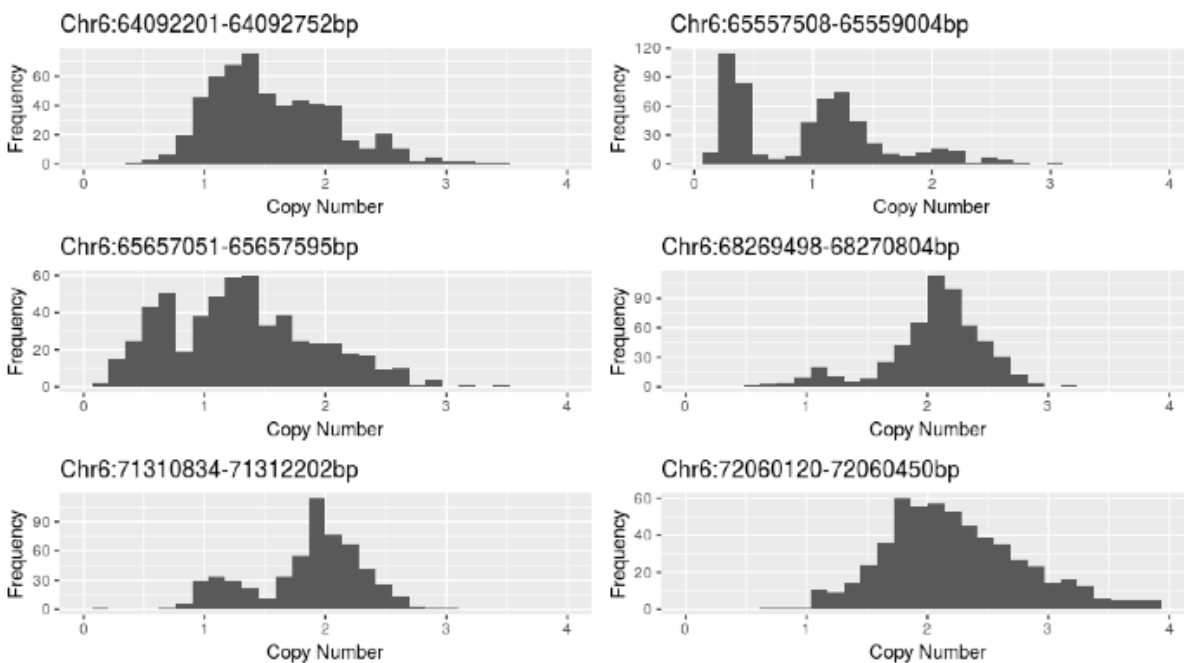 Chr6:64092201-64092752bp
Frequency
60
40
20
0
0 1 2 3 4
Copy Number
Chr6:65557508-65559004bp
Frequency
120
90
60
30
0
0 1 2 3 4
Copy Number
Chr6:65657051-65657595bp
Frequency
60
40
20
0
0 1 2 3 4
Copy Number
Chr6:68269498-68270804bp
Frequency
90
60
30
0
0 1 2 3 4
Copy Number
Chr6:71310834-71312202bp
Frequency
90
60
30
0
0 1 2 3 4
Copy Number
Chr6:72060120-72060450bp
Frequency
60
40
20
0
0 1 2 3 4
Copy Number